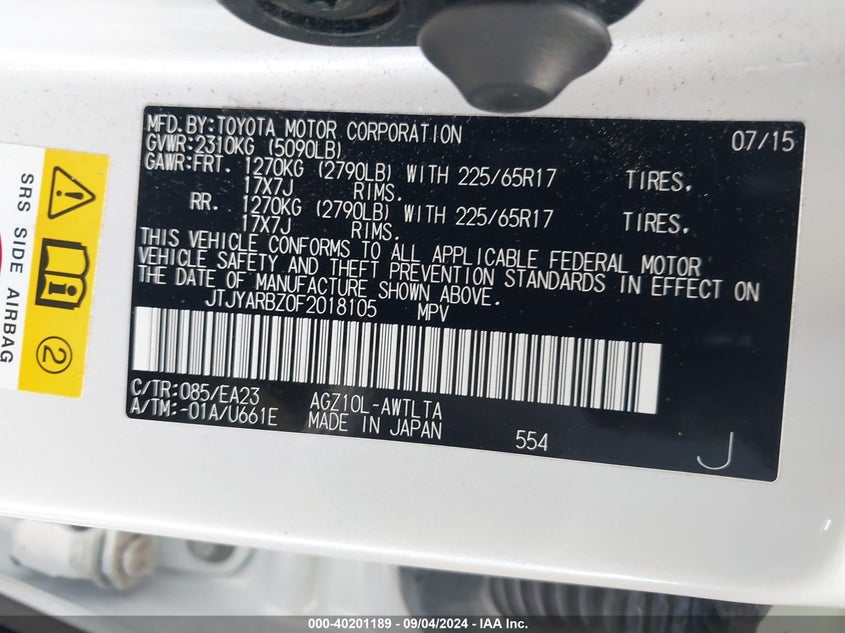 MFD.BY:TOYOTA MOTOR CORPORATION 07/15
GVWR:2310KG (5090LB)
GAWR:FRT. 1270KG (2790LB) WITH 225/65R17 TIRES.
17X7J RIMS.
RR. 1270KG (2790LB) WITH 225/65R17 TIRES.
17X7J RIMS.
THIS VEHICLE CONFORMS TO ALL APPLICABLE FEDERAL MOTOR
VEHICLE SAFETY AND THEFT PREVENTION STANDARDS IN EFFECT ON
THE DATE OF MANUFACTURE SHOWN ABOVE.
JTJYARBZ0F2018105 MPV
C/TR:085/EA23 AGZ10L-AWTLTA
A/TM:-01A/U661E MADE IN JAPAN 554
J
SRS SIDE AIRBAG
2
000-40201189 - 09/04/2024 - IAA Inc.